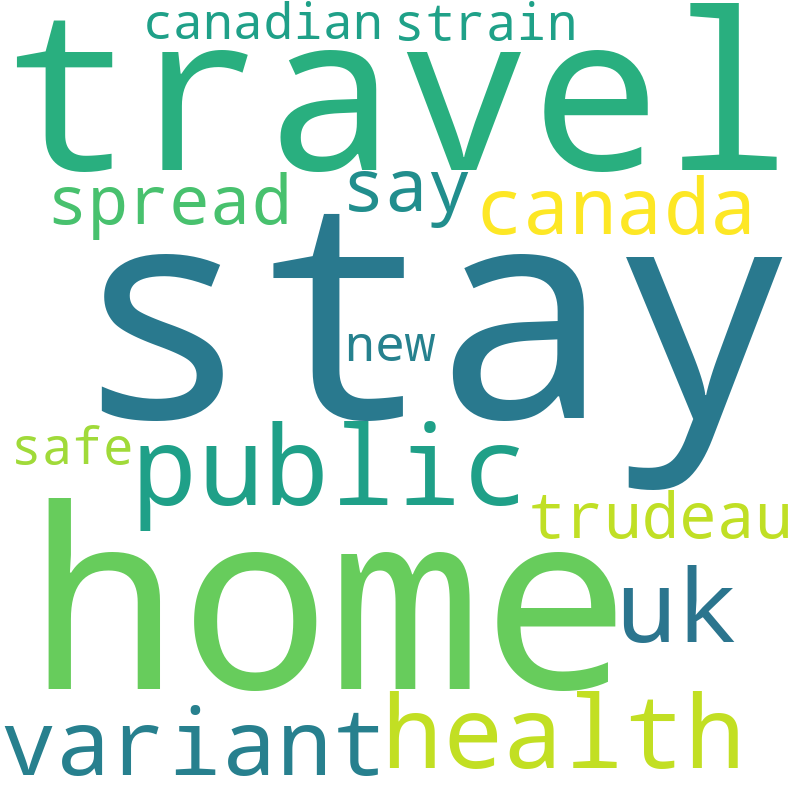 canadian strain
travel
spread say canada
stay
new
safe public
trudeau
home
uk
variant health